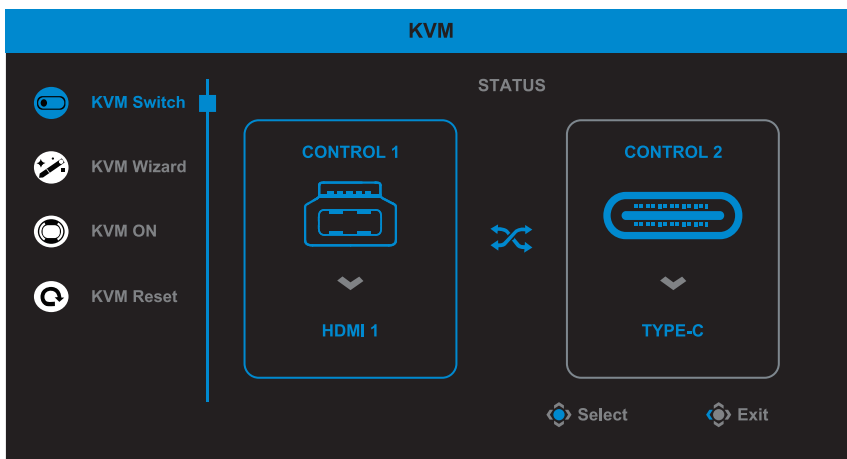 KVM
KVM Switch
KVM Wizard
KVM ON
KVM Reset
STATUS
CONTROL 1
HDMI 1
CONTROL 2
TYPE-C
Select
Exit